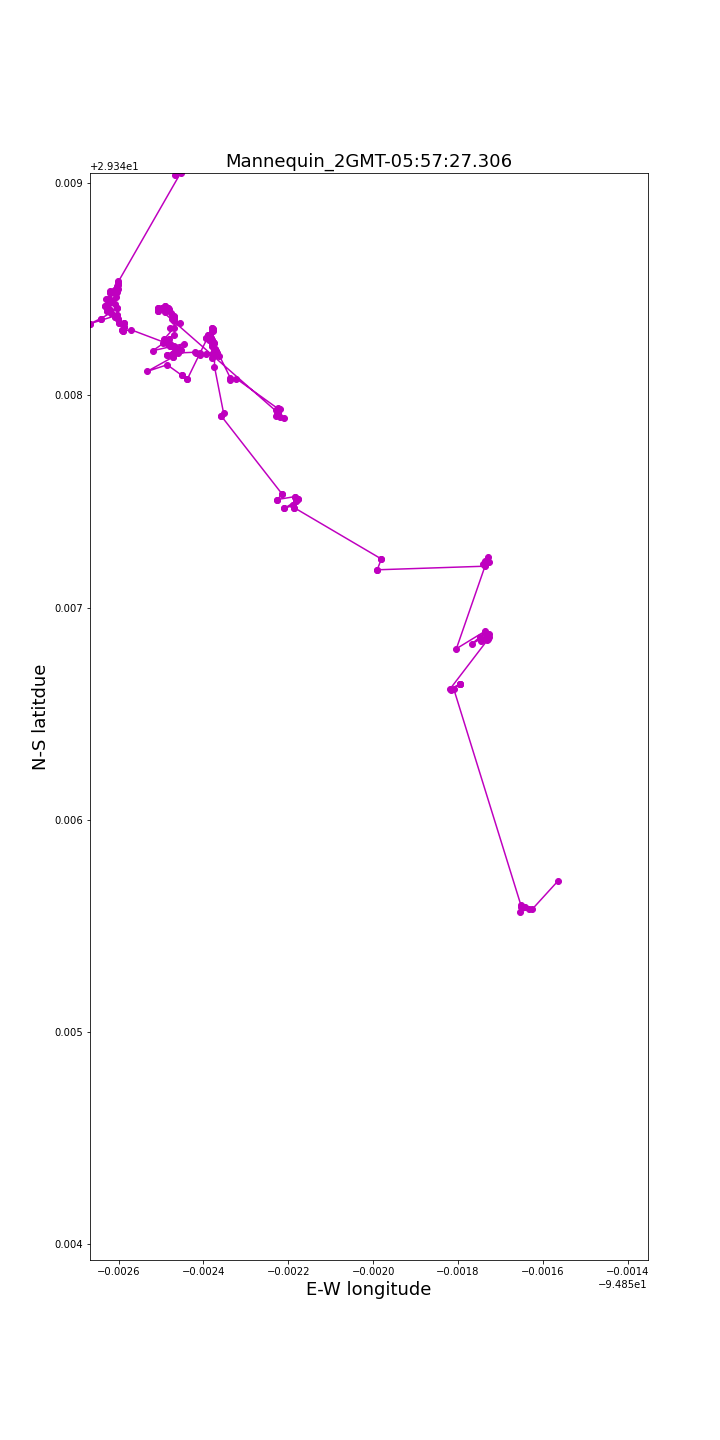 Mannequin_2GMT-05:57:27.306
+2.934e1
0.009
0.008
0.007
0.006
0.005
0.004
N-S latitdue
−0.0026 −0.0024 −0.0022 −0.0020 −0.0018 −0.0016 −0.0014
−9.485e1
E-W longitude